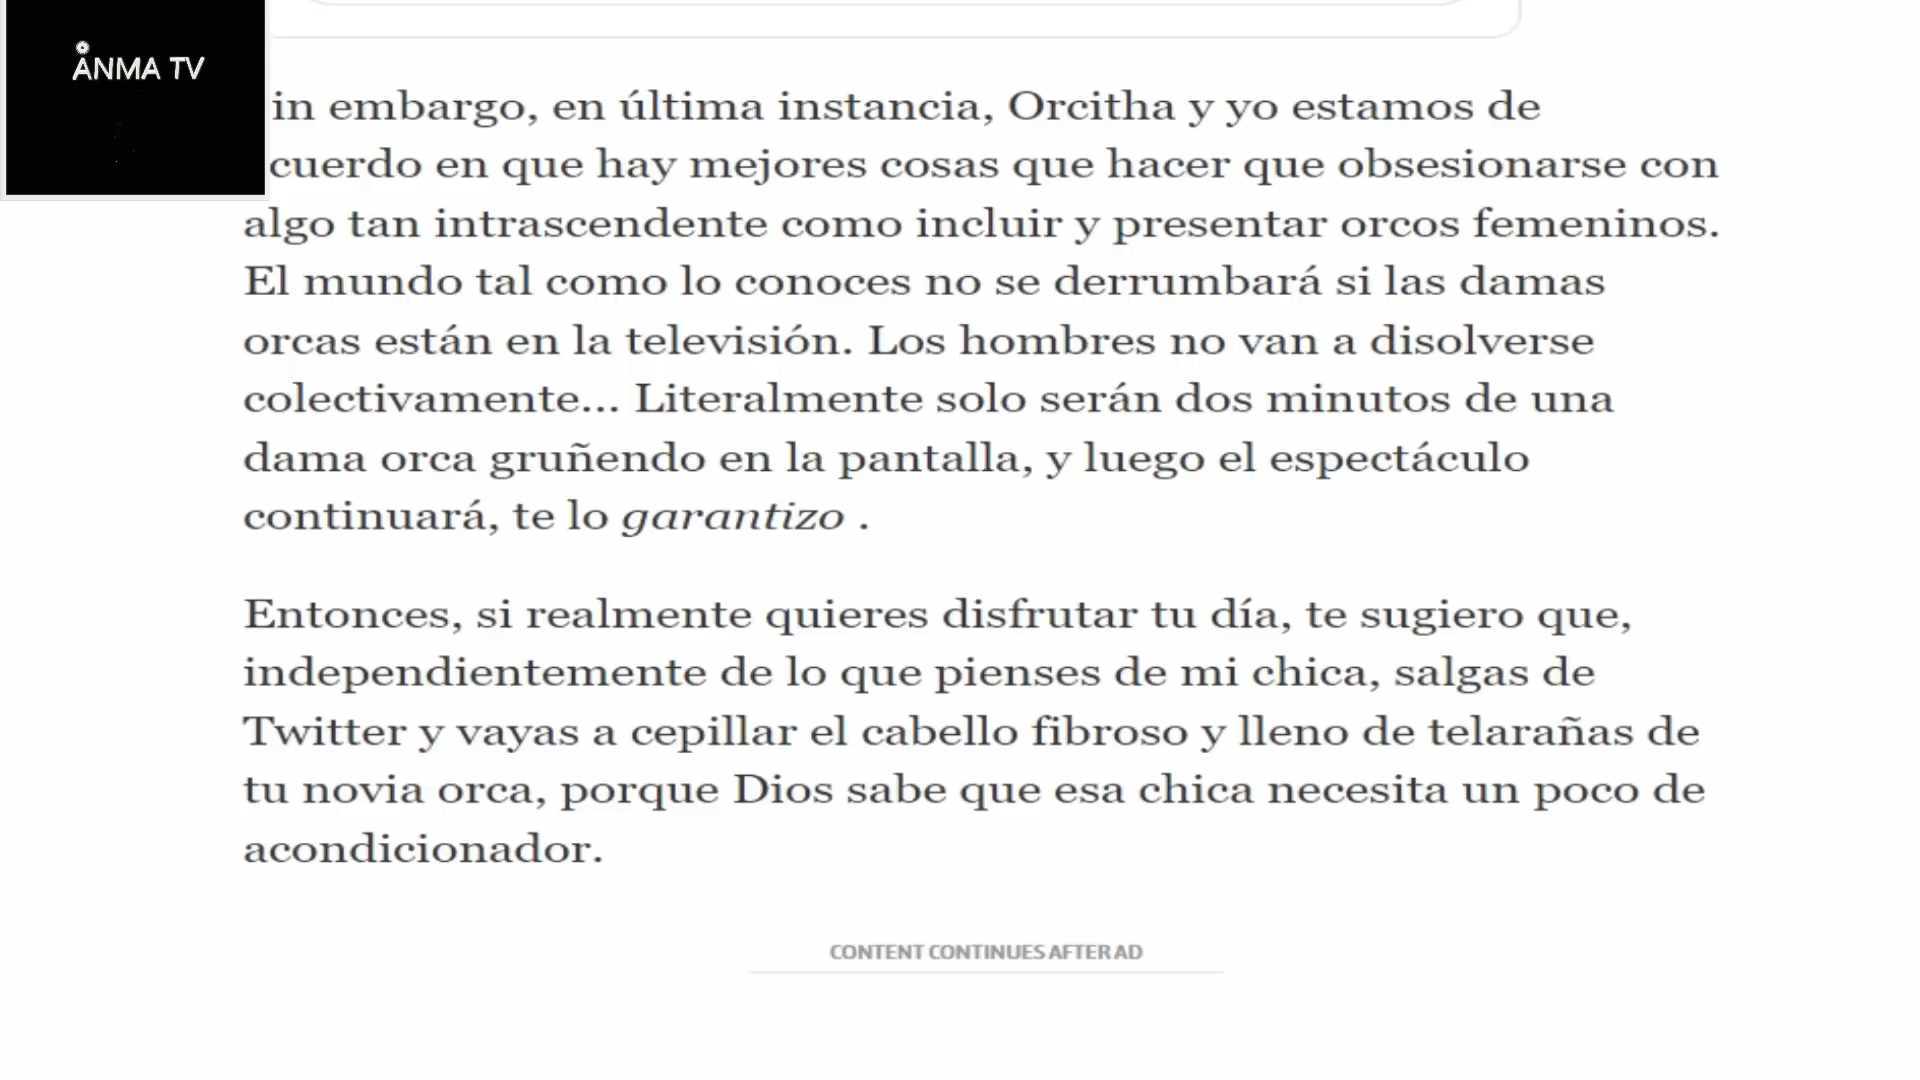 ANMA TV
in embargo, en última instancia, Orcitha y yo estamos de
cuerdo en que hay mejores cosas que hacer que obsesionarse con
algo tan intrascendente como incluir y presentar orcos femeninos.
El mundo tal como lo conoces no se derrumbará si las damas
orcas están en la televisión. Los hombres no van a disolverse
colectivamente... Literalmente solo serán dos minutos de una
dama orca gruñendo en la pantalla, y luego el espectáculo
continuará, te lo garantizo .
Entonces, si realmente quieres disfrutar tu día, te sugiero que,
independientemente de lo que pienses de mi chica, salgas de
Twitter y vayas a cepillar el cabello fibroso y lleno de telarañas de
tu novia orca, porque Dios sabe que esa chica necesita un poco de
acondicionador.
CONTENT CONTINUES AFTER AD